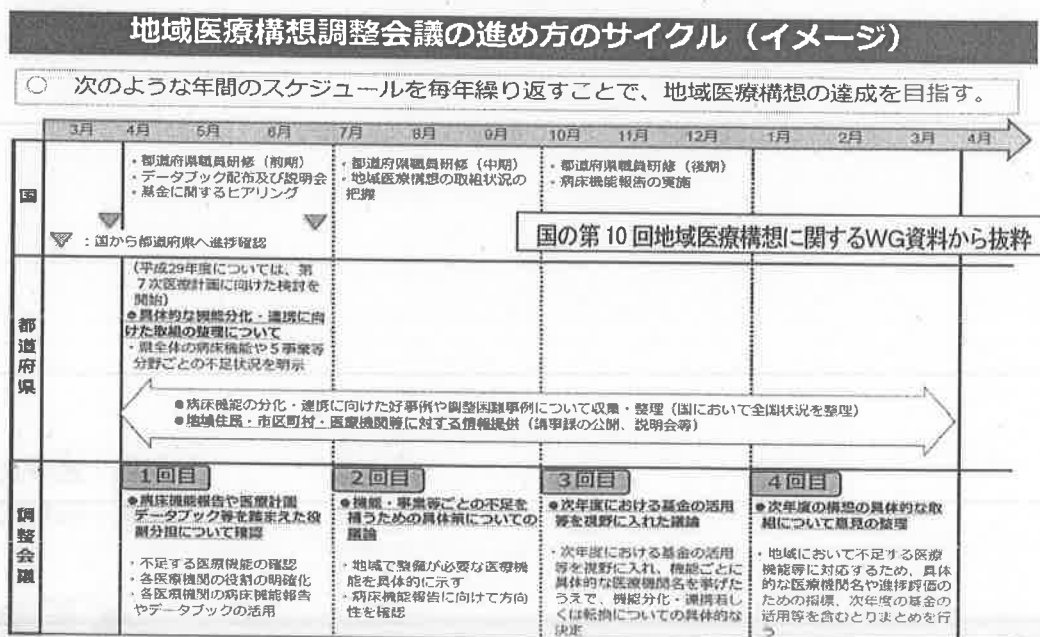 地域医療構想調整会議の進め方のサイクル（イメージ）
○ 次のような年間のスケジュールを毎年繰り返すことで、地域医療構想の達成を目指す。
3月 4月 5月 6月 7月 8月 9月 10月 11月 12月 1月 2月 3月 4月
国
・都道府県職員研修（前期）
・データブック配布及び説明会
・基金に関するヒアリング
・都道府県職員研修（中期）
・地域医療構想の取組状況の
把握
・都道府県職員研修（後期）
・病床機能報告の実施
：国から都道府県へ進捗確認
国の第10回地域医療構想に関するWG資料から抜粋
都道府県
（平成29年度については、第
７次医療計画に向けた検討を
開始）
●具体的な機能分化・連携に向
けた取組の整理について
・県全体の病床機能や５事業等
分野ごとの不足状況を明示
●病床機能の分化・連携に向けた好事例や調整困難事例について収集・整理（国において全国状況を整理）
●地域住民・市区町村・医療機関等に対する情報提供（議事録の公開、説明会等）
調整会議
１回目
●病床機能報告や医療計画
データブック等を踏まえた役
割分担について確認
・不足する医療機能の確認
・各医療機関の役割の明確化
・各医療機関の病床機能報告
やデータブックの活用
２回目
●機能・事業等ごとの不足を
補うための具体策についての
議論
・地域で整備が必要な医療機
能を具体的に示す
・病床機能報告に向けて方向
性を確認
３回目
●次年度における基金の活用
等を視野に入れた議論
・次年度における基金の活用
等を視野に入れ、機能ごとに
具体的な医療機関名を挙げた
うえで、機能分化・連携若し
くは転換についての具体的な
決定
４回目
●次年度の構想の具体的な取
組について意見の整理
・地域において不足する医療
機能等に対応するため、具体
的な医療機関名や進捗評価の
ための指標、次年度の基金の
活用等を含むとりまとめを行
う